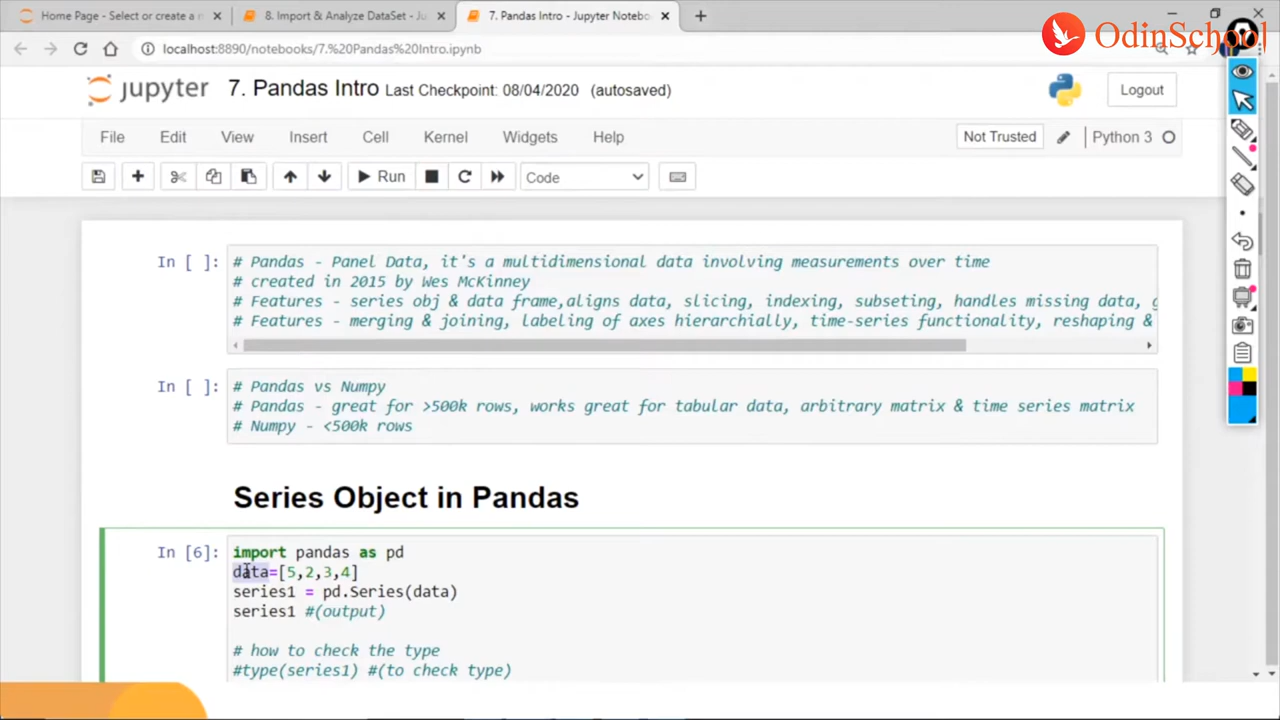 Home Page - Select or create a n
8. Import & Analyze DataSet - Ju
7. Pandas Intro - Jupyter Notebo
OdinSchool
localhost:8890/notebooks/7.%20Pandas%20Intro.ipynb
jupyter 7. Pandas Intro Last Checkpoint: 08/04/2020 (autosaved)
Logout
File Edit View Insert Cell Kernel Widgets Help
Not Trusted
Python 3
Run
Code
In [ ]: # Pandas - Panel Data, it's a multidimensional data involving measurements over time
# created in 2015 by Wes McKinney
# Features - series obj & data frame,aligns data, slicing, indexing, subseting, handles missing data, g
# Features - merging & joining, labeling of axes hierarchially, time-series functionality, reshaping &
In [ ]: # Pandas vs Numpy
# Pandas - great for >500k rows, works great for tabular data, arbitrary matrix & time series matrix
# Numpy - <500k rows
Series Object in Pandas
In [6]: import pandas as pd
data=[5,2,3,4]
series1 = pd.Series(data)
series1 #(output)
# how to check the type
#type(series1) #(to check type)